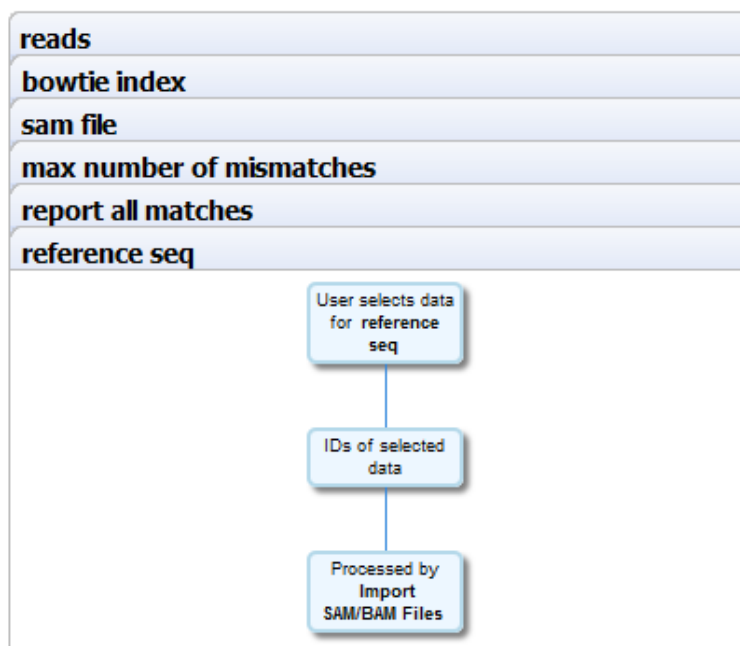 reads
bowtie index
sam file
max number of mismatches
report all matches
reference seq
User selects data
for reference
seq
IDs of selected
data
Processed by
Import
SAM/BAM Files